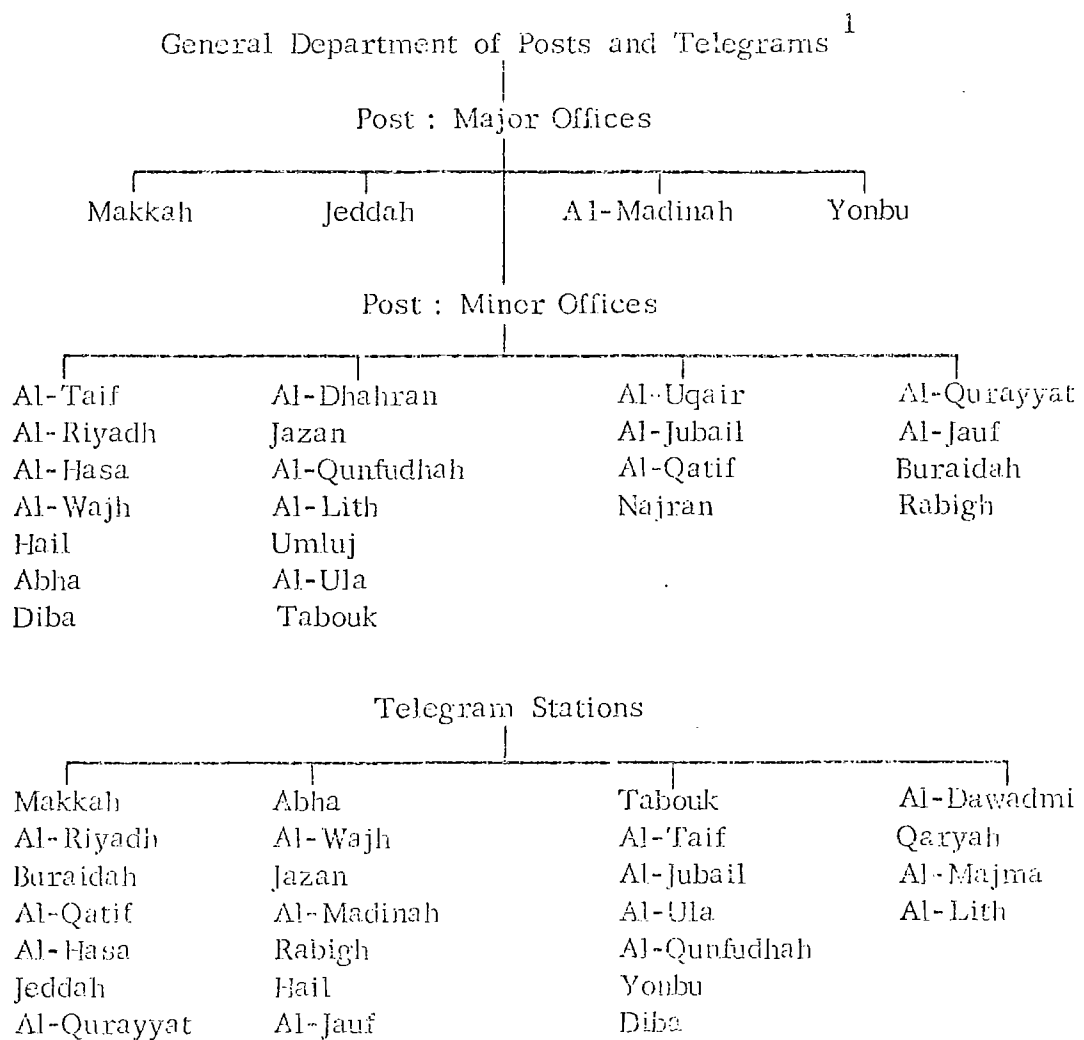 General Department of Posts and Telegrams 1
Post : Major Offices
Makkah Jeddah Al-Madinah Yonbu
Post : Minor Offices
Al-Taif Al-Dhahran Al-Uqair Al-Qurayyat
Al-Riyadh Jazan Al-Jubail Al-Jauf
Al-Hasa Al-Qunfudhah Al-Qatif Buraidah
Al-Wajh Al-Lith Najran Rabigh
Hail Umluj
Abha Al-Ula
Diba Tabouk
Telegram Stations
Makkah Abha Tabouk Al-Dawadmi
Al-Riyadh Al-Wajh Al-Taif Qaryah
Buraidah Jazan Al-Jubail Al-Majma
Al-Qatif Al-Madinah Al-Ula Al-Lith
Al-Hasa Rabigh Al-Qunfudhah
Jeddah Hail Yonbu
Al-Qurayyat Al-Jauf Diba